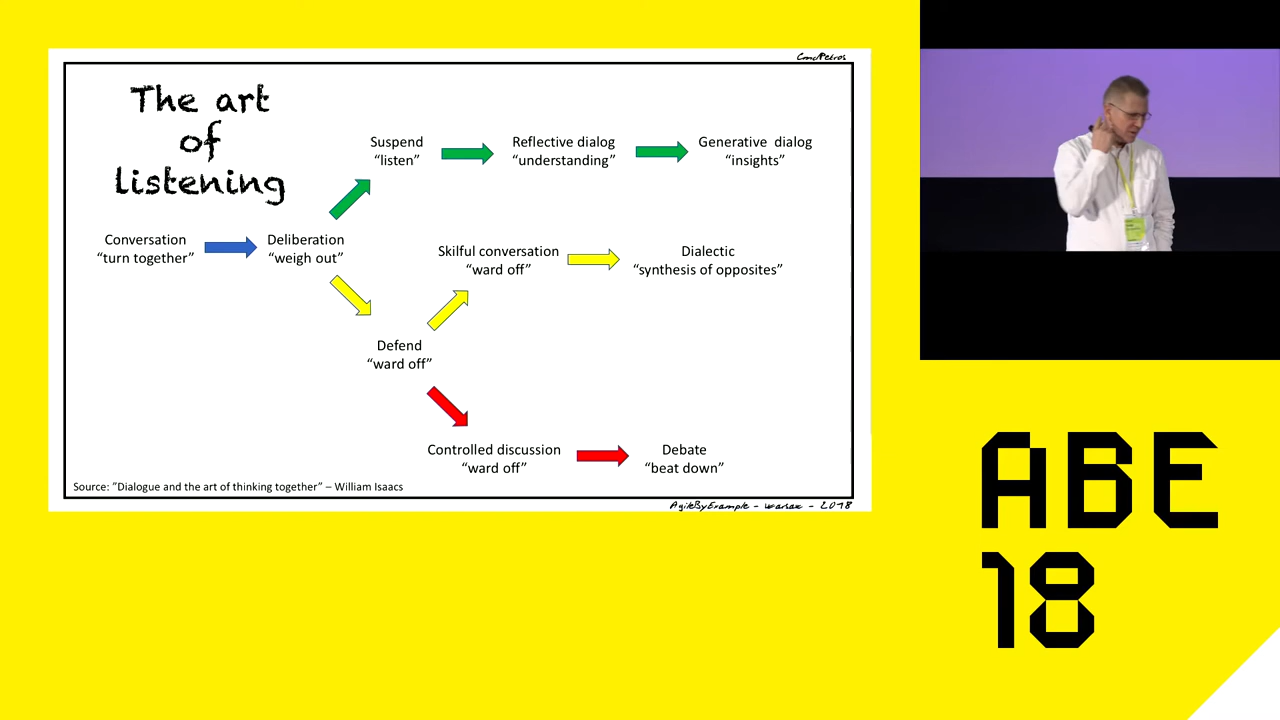 CmdPetros
The art
of
listening
Suspend
“listen”
Reflective dialog
“understanding”
Generative dialog
“insights”
Conversation
“turn together”
Deliberation
“weigh out”
Skilful conversation
“ward off”
Dialectic
“synthesis of opposites”
Defend
“ward off”
Controlled discussion
“ward off”
Debate
“beat down”
Source: ”Dialogue and the art of thinking together” – William Isaacs
AgileByExample - Warsaw - 2018
ABE
18